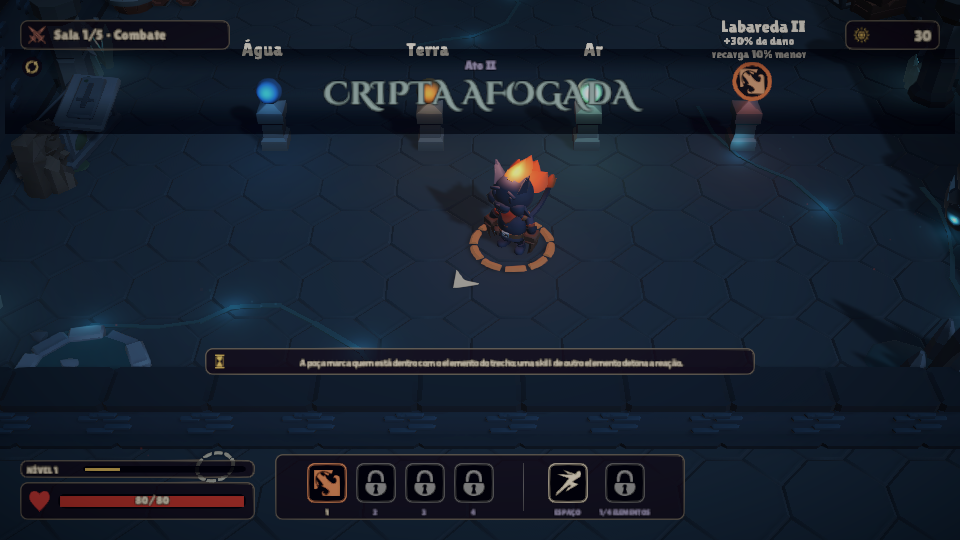 Sala 1/5 - Combate
Água
Terra
Ar
Labareda II
+30% de dano
recarga 10% menor
30
Ato II
CRIPTA AFOGADA
A poça marca quem está dentro com o elemento do trecho; uma skill de outro elemento detona a reação.
NÍVEL 1
80/80
1
2
3
4
ESPAÇO
1/4 ELEMENTOS